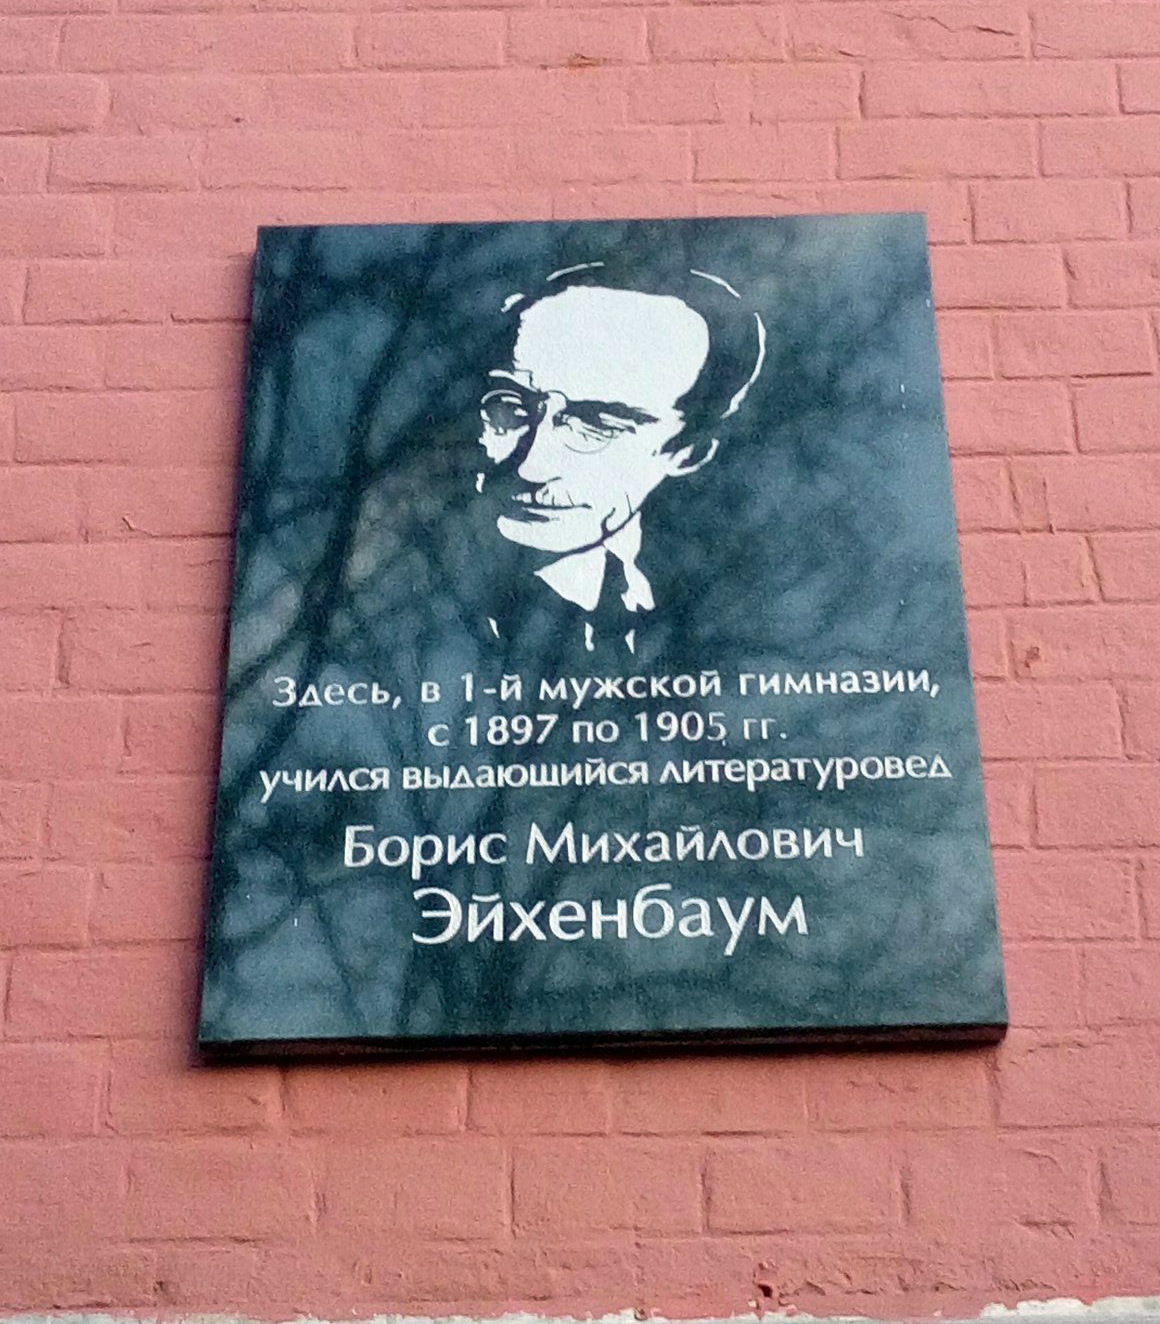 Здесь, в 1-й мужской гимназии,
с 1897 по 1905 гг.
учился выдающийся литературовед
Борис Михайлович
Эйхенбаум